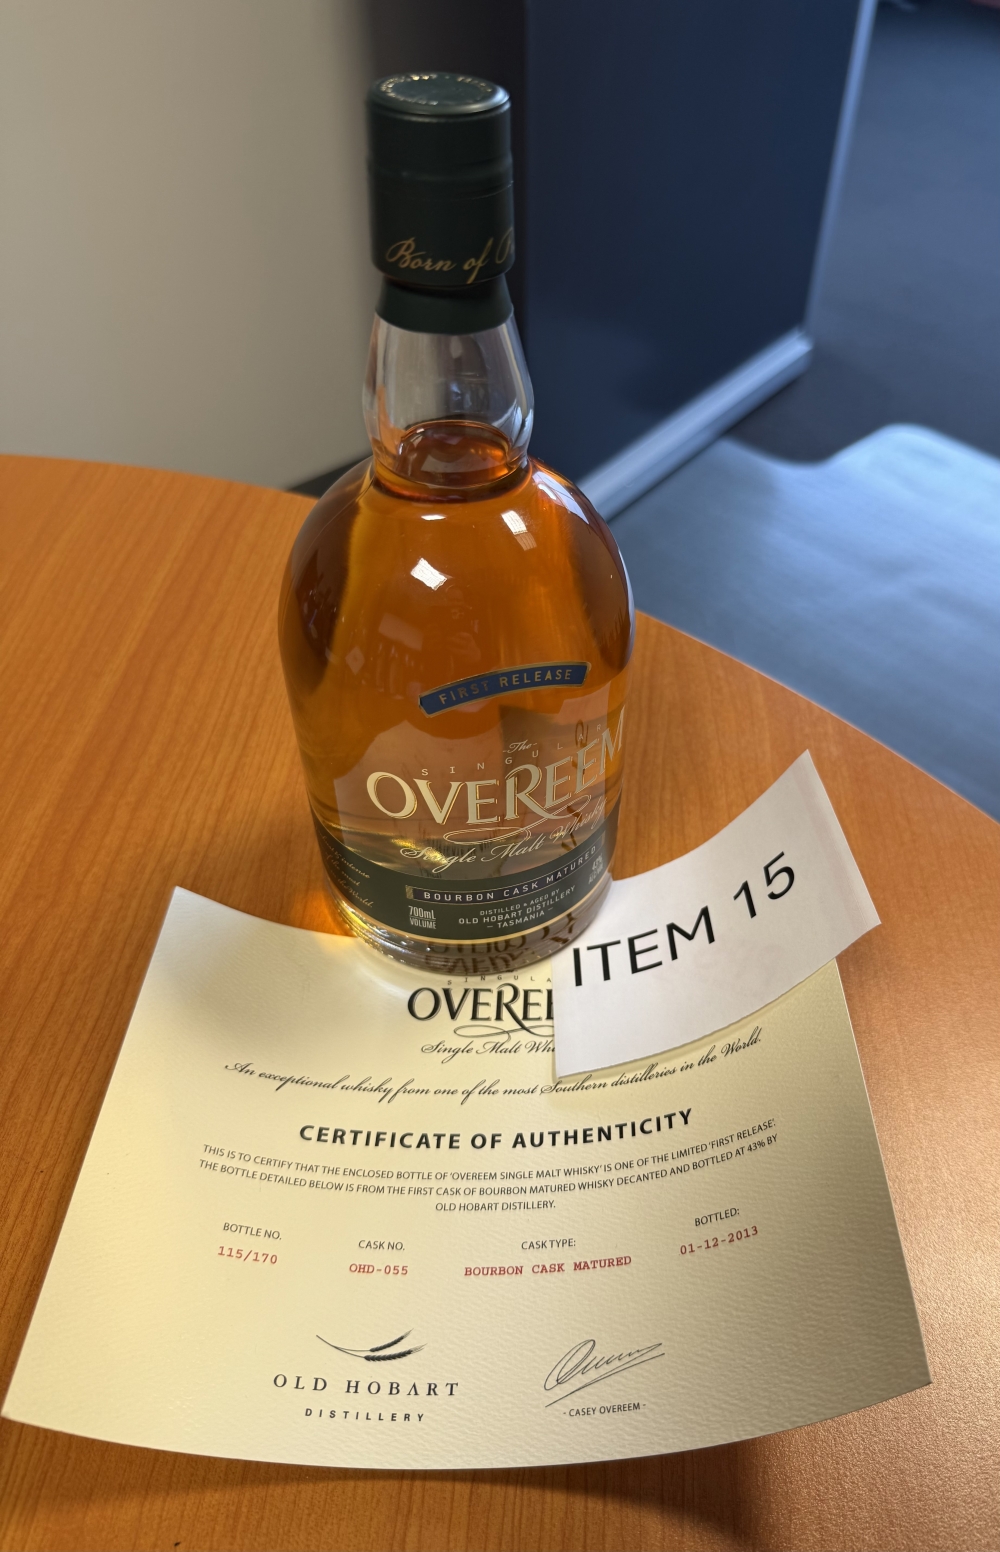 Born of
FIRST RELEASE
The
SINGULAR
OVEREEM
Single Malt Whisky
BOURBON CASK MATURED
700mL
VOLUME
DISTILLED & AGED BY
OLD HOBART DISTILLERY
– TASMANIA –
43%
ITEM 15
SINGULA
OVEREE
Single Malt Whi
An exceptional whisky from one of the most Southern distilleries in the World.
CERTIFICATE OF AUTHENTICITY
THIS IS TO CERTIFY THAT THE ENCLOSED BOTTLE OF 'OVEREEM SINGLE MALT WHISKY' IS ONE OF THE LIMITED 'FIRST RELEASE'.
THE BOTTLE DETAILED BELOW IS FROM THE FIRST CASK OF BOURBON MATURED WHISKY DECANTED AND BOTTLED AT 43% BY
OLD HOBART DISTILLERY.
BOTTLE NO. CASK NO. CASK TYPE: BOTTLED:
115/170 OHD-055 BOURBON CASK MATURED 01-12-2013
OLD HOBART
DISTILLERY
- CASEY OVEREEM -